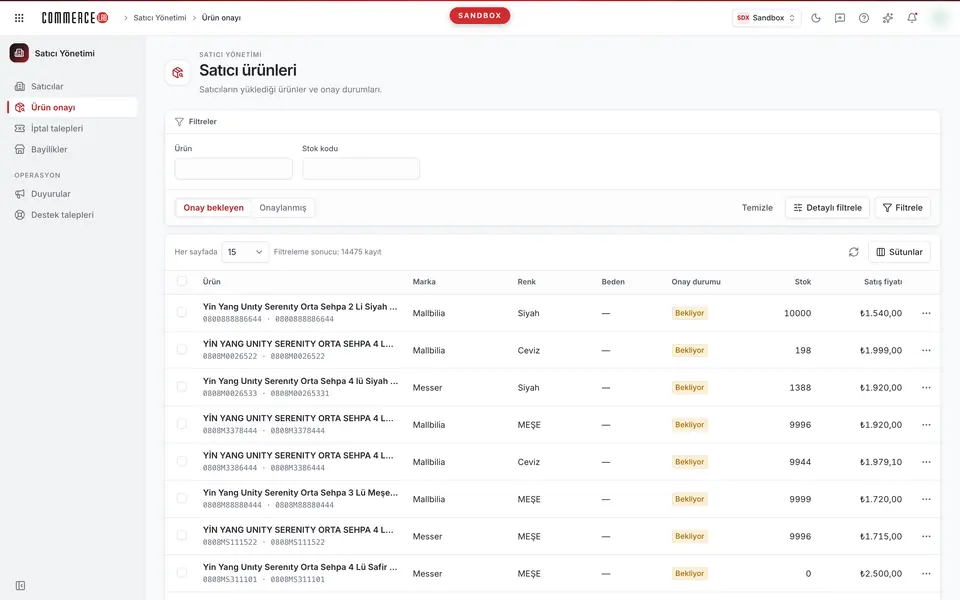 COMMERCE LAB
Satıcı Yönetimi
Ürün onayı
SANDBOX
SDX Sandbox
Satıcı Yönetimi
Satıcılar
Ürün onayı
İptal talepleri
Bayilikler
OPERASYON
Duyurular
Destek talepleri
SATICI YÖNETİMİ
Satıcı ürünleri
Satıcıların yüklediği ürünler ve onay durumları.
Filtreler
Ürün
Stok kodu
Onay bekleyen
Onaylanmış
Temizle
Detaylı filtrele
Filtrele
Her sayfada 15 Filtreleme sonucu: 14475 kayıt
Sütunlar
Ürün Marka Renk Beden Onay durumu Stok Satış fiyatı
Yin Yang Unıty Serenıty Orta Sehpa 2 Li Siyah ...
0800888886644 · 0800888886644
Mallbilia Siyah — Bekliyor 10000 ₺1.540,00
YİN YANG UNITY SERENITY ORTA SEHPA 4 L...
0808M0026522 · 0808M0026522
Mallbilia Ceviz — Bekliyor 198 ₺1.999,00
Yin Yang Unıty Serenıty Orta Sehpa 4 lü Siyah ...
0808M0026533 · 0808M00265331
Messer Siyah — Bekliyor 1388 ₺1.920,00
YİN YANG UNITY SERENITY ORTA SEHPA 4 L...
0808M3378444 · 0808M3378444
Mallbilia MEŞE — Bekliyor 9996 ₺1.920,00
YİN YANG UNITY SERENITY ORTA SEHPA 4 L...
0808M3386444 · 0808M3386444
Mallbilia Ceviz — Bekliyor 9944 ₺1.979,10
Yin Yang Unity Serenity Orta Sehpa 3 Lü Meşe...
0808M88880444 · 0808M88880444
Mallbilia MEŞE — Bekliyor 9999 ₺1.720,00
YİN YANG UNITY SERENITY ORTA SEHPA 4 L...
0808MS111522 · 0808MS111522
Messer MEŞE — Bekliyor 9996 ₺1.715,00
Yin Yang Unıty Serenıty Orta Sehpa 4 Lü Safir ...
0808MS311101 · 0808MS311101
Messer MEŞE — Bekliyor 0 ₺2.500,00